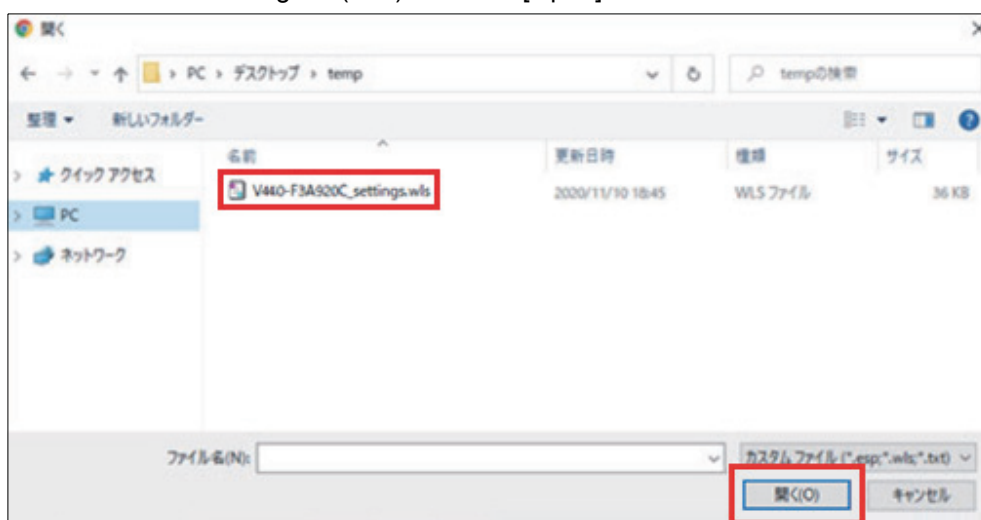 開く
PC › デスクトップ › temp
tempの検索
整理 新しいフォルダー
名前 更新日時 種類 サイズ
V440-F3A920C_settings.wls 2020/11/10 18:45 WLS ファイル 36 KB
クイック アクセス
PC
ネットワーク
ファイル名(N):
カスタム ファイル (*.esp;*.wls;*.txt)
開く(O) キャンセル